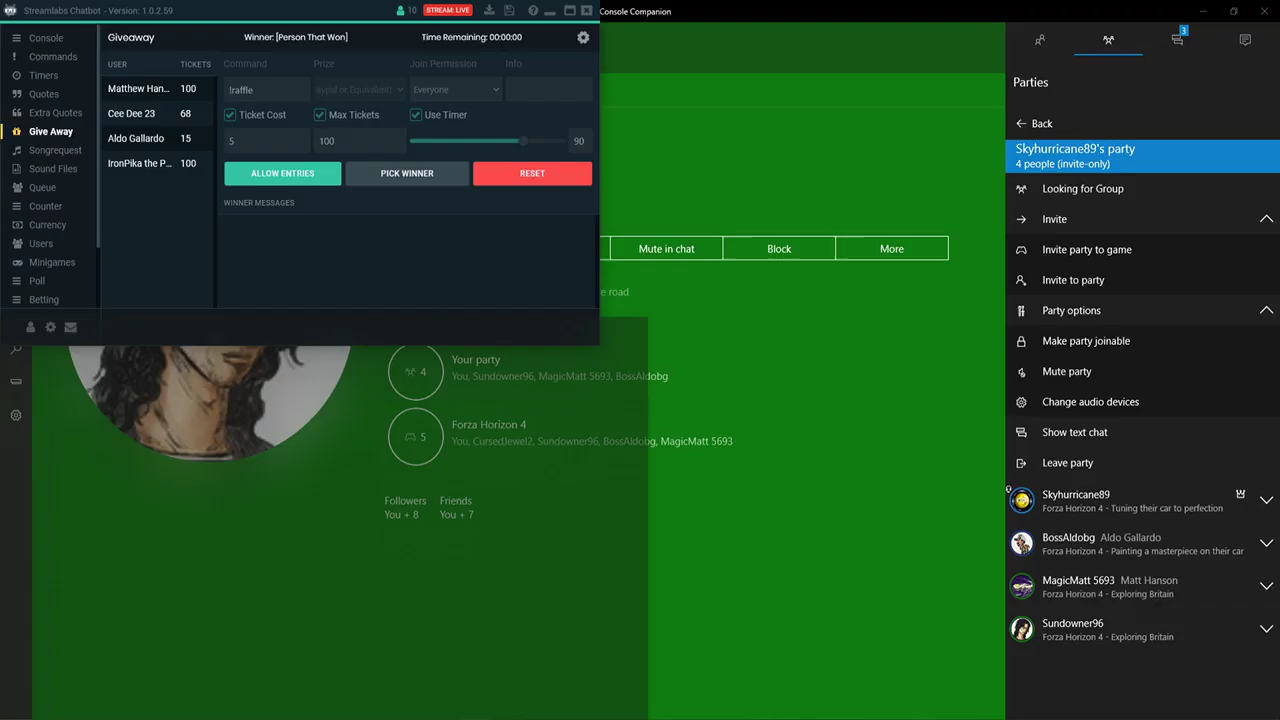 Streamlabs Chatbot - Version: 1.0.2.59
10
STREAM: LIVE
Console
Commands
Timers
Quotes
Extra Quotes
Give Away
Songrequest
Sound Files
Queue
Counter
Currency
Users
Minigames
Poll
Betting
Giveaway
Winner: [Person That Won]
Time Remaining: 00:00:00
USER TICKETS
Matthew Han... 100
Cee Dee 23 68
Aldo Gallardo 15
IronPika the P... 100
Command Prize Join Permission Info
!raffle Equivalent) Everyone
Ticket Cost Max Tickets Use Timer
5 100 90
ALLOW ENTRIES PICK WINNER RESET
WINNER MESSAGES
Console Companion
Mute in chat Block More
e road
4
Your party
You, Sundowner96, MagicMatt 5693, BossAldobg
5
Forza Horizon 4
You, CursedJewel2, Sundowner96, BossAldobg, MagicMatt 5693
Followers Friends
You + 8 You + 7
3
Parties
Back
Skyhurricane89's party
4 people (invite-only)
Looking for Group
Invite
Invite party to game
Invite to party
Party options
Make party joinable
Mute party
Change audio devices
Show text chat
Leave party
Skyhurricane89
Forza Horizon 4 - Tuning their car to perfection
BossAldobg Aldo Gallardo
Forza Horizon 4 - Painting a masterpiece on their car
MagicMatt 5693 Matt Hanson
Forza Horizon 4 - Exploring Britain
Sundowner96
Forza Horizon 4 - Exploring Britain